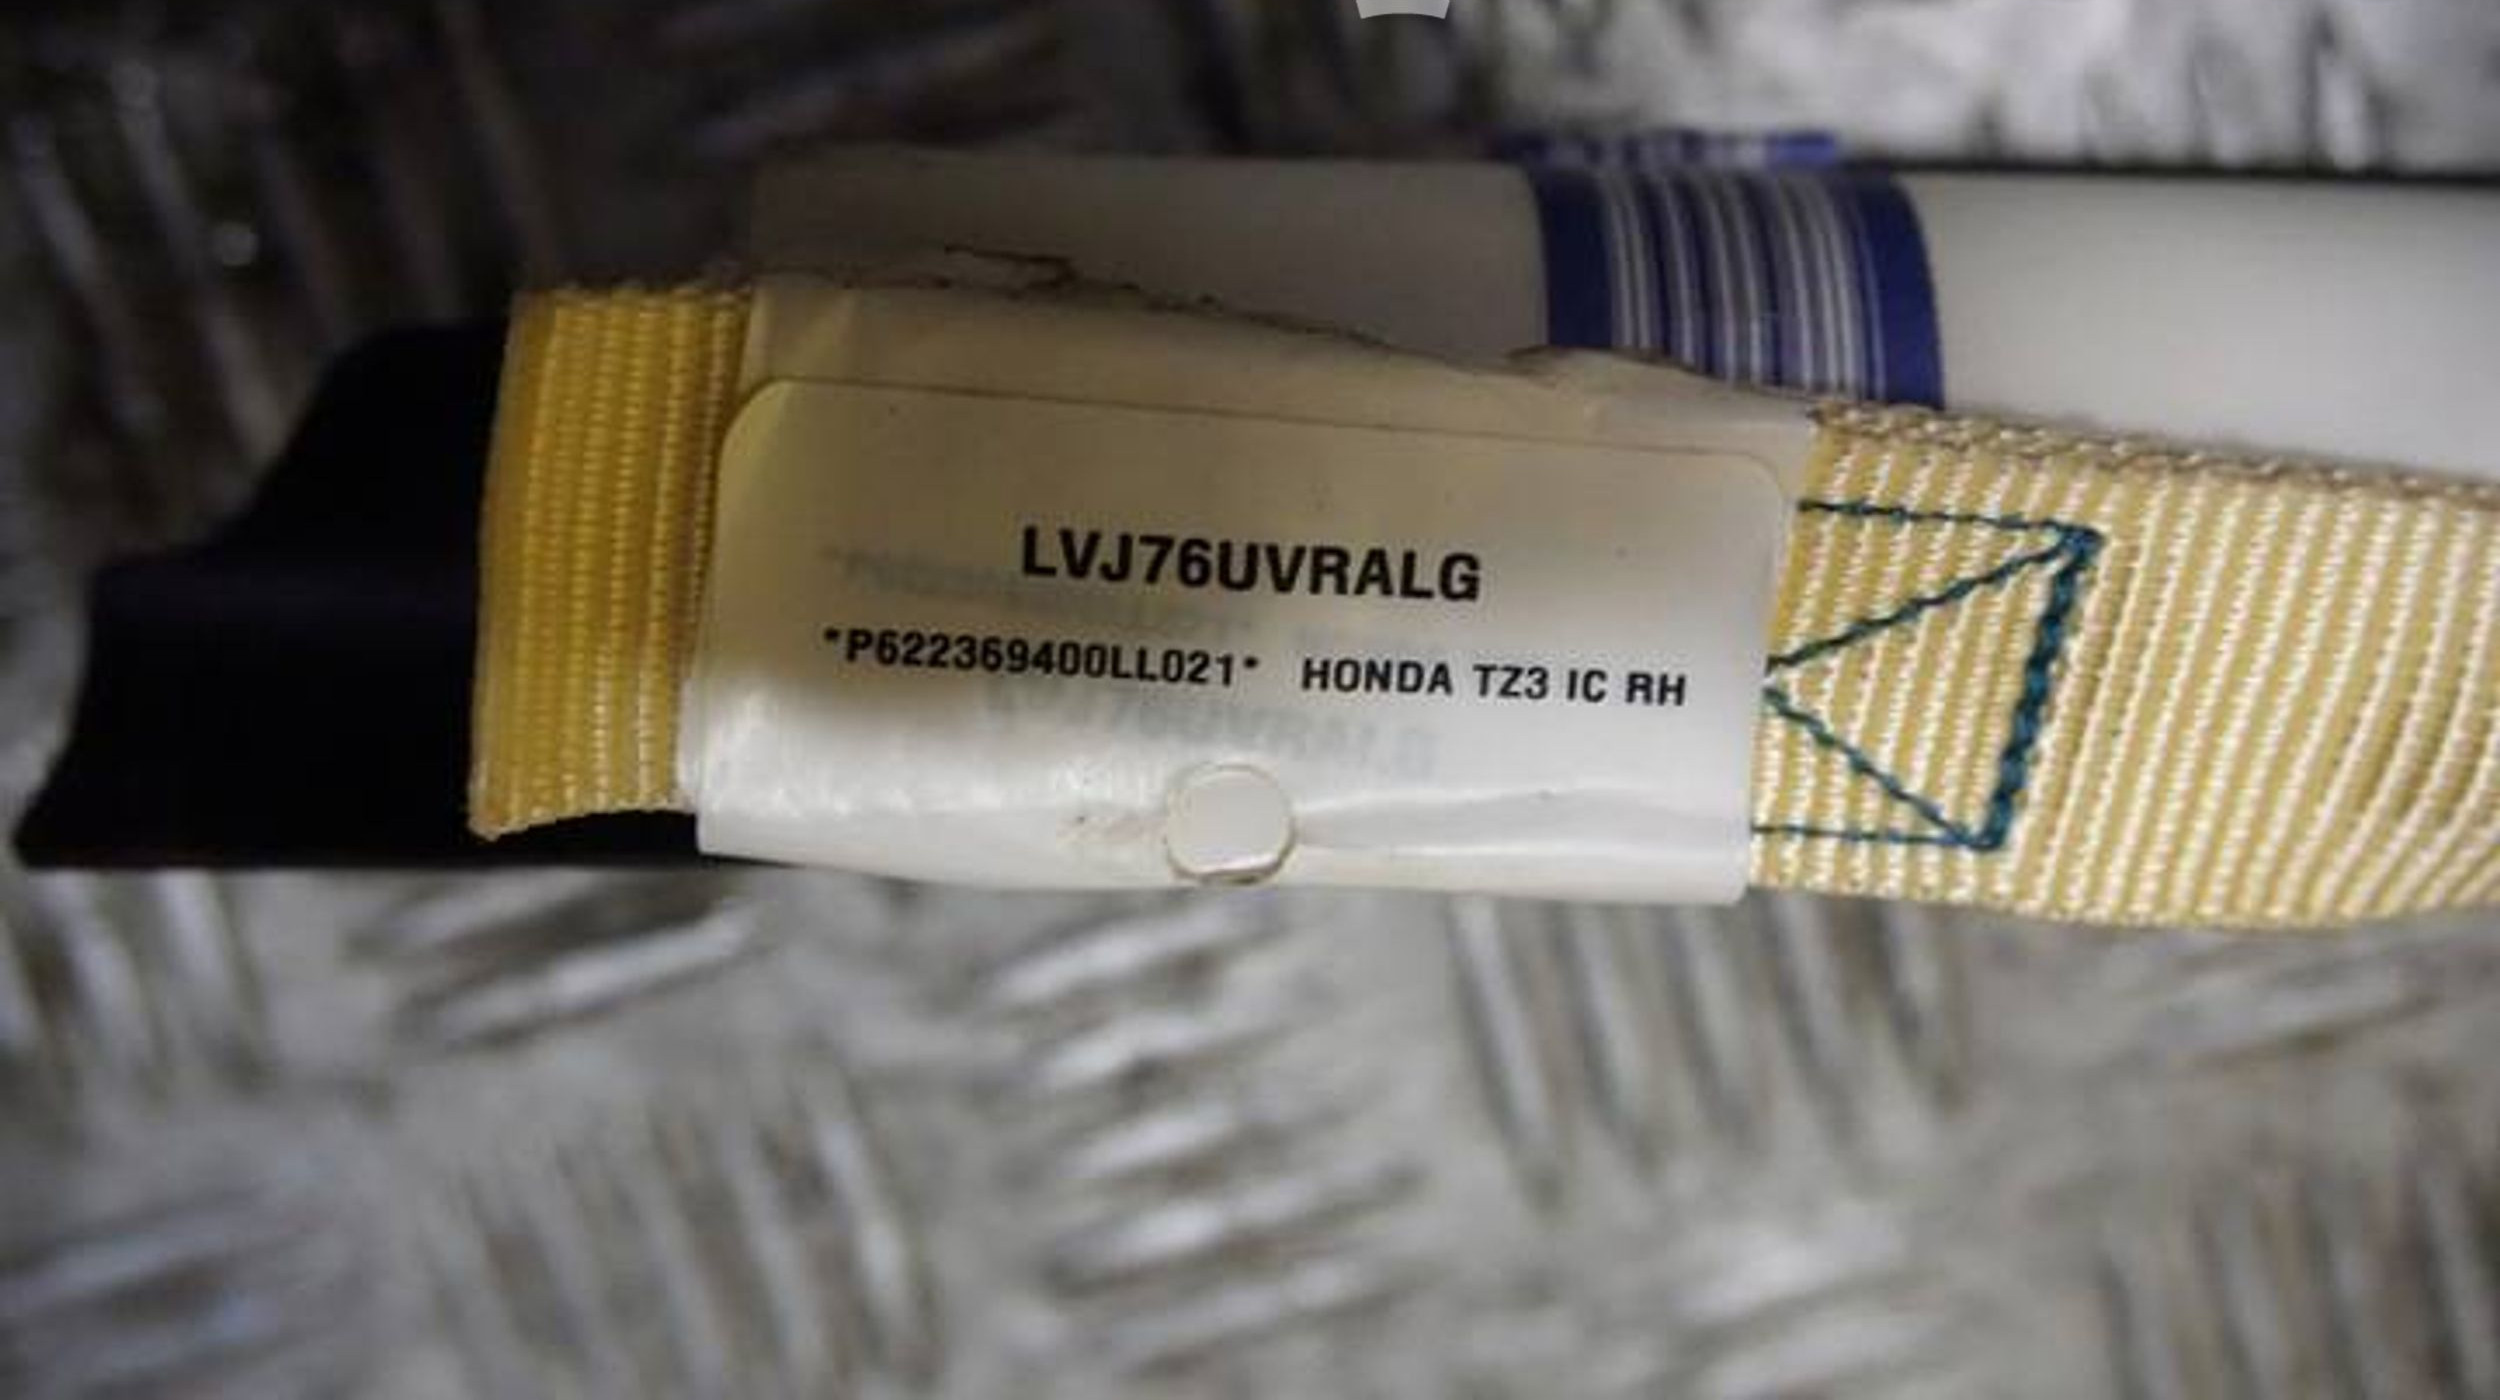 LVJ76UVRALG
*P622369400LL021* HONDA TZ3 IC RH